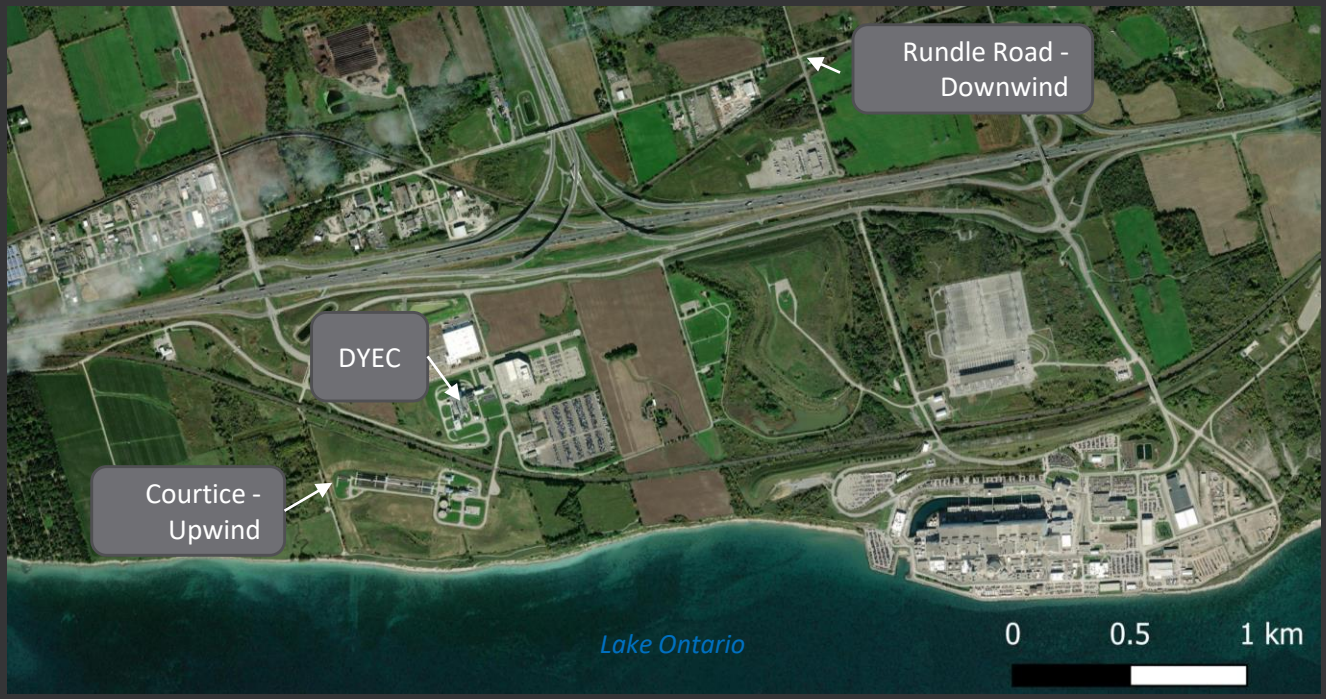 Rundle Road -
Downwind
DYEC
Courtice -
Upwind
Lake Ontario
0 0.5 1 km